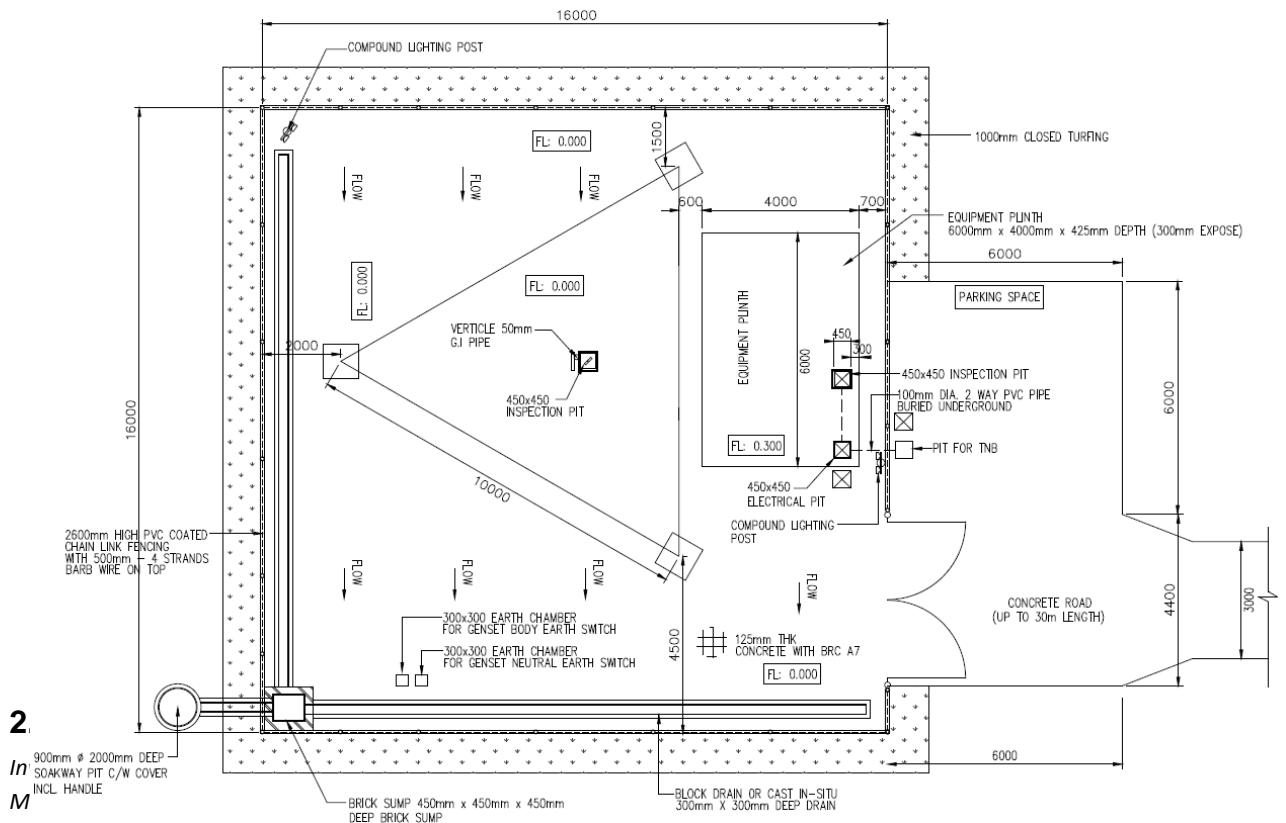 16000
COMPOUND LIGHTING POST
1500
FL: 0.000
1000mm CLOSED TURFING
FLOW
FLOW
FLOW
FLOW
600
4000
700
EQUIPMENT PLINTH
6000mm x 4000mm x 425mm DEPTH (300mm EXPOSE)
6000
FL: 0.000
FL: 0.000
PARKING SPACE
EQUIPMENT PLINTH
6000
450
300
VERTICLE 50mm
G.I PIPE
2000
450x450
INSPECTION PIT
450x450 INSPECTION PIT
100mm DIA. 2 WAY PVC PIPE
BURIED UNDERGROUND
6000
16000
FL: 0.300
PIT FOR TNB
10000
450x450
ELECTRICAL PIT
COMPOUND LIGHTING
POST
2600mm HIGH PVC COATED
CHAIN LINK FENCING
WITH 500mm - 4 STRANDS
BARB WIRE ON TOP
FLOW
FLOW
FLOW
FLOW
CONCRETE ROAD
(UP TO 30m LENGTH)
4400
3000
300x300 EARTH CHAMBER
FOR GENSET BODY EARTH SWITCH
300x300 EARTH CHAMBER
FOR GENSET NEUTRAL EARTH SWITCH
4500
125mm THK
CONCRETE WITH BRC A7
FL: 0.000
2.
In
M
900mm ø 2000mm DEEP
SOAKWAY PIT C/W COVER
INCL. HANDLE
6000
BRICK SUMP 450mm x 450mm x 450mm
DEEP BRICK SUMP
BLOCK DRAIN OR CAST IN-SITU
300mm X 300mm DEEP DRAIN